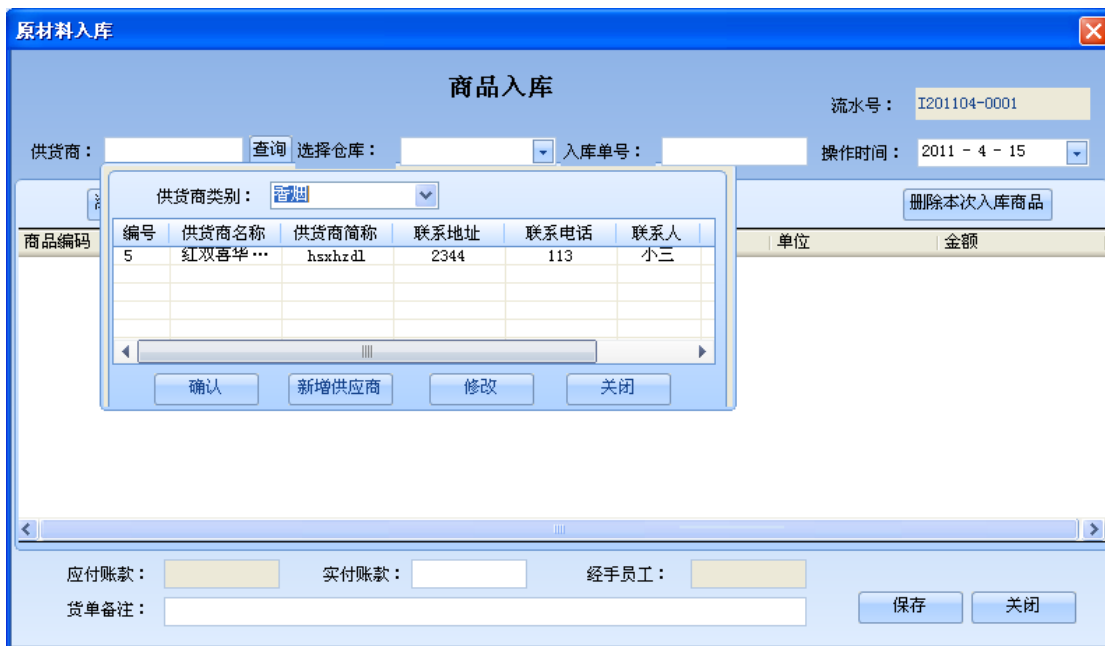 原材料入库
商品入库
流水号： I201104-0001
供货商： 查询 选择仓库： 入库单号： 操作时间： 2011 - 4 - 15
供货商类别： 香烟
删除本次入库商品
商品编码 单位 金额
编号 供货商名称 供货商简称 联系地址 联系电话 联系人
5 红双喜华… hsxhzdl 2344 113 小三
确认 新增供应商 修改 关闭
应付账款： 实付账款： 经手员工：
货单备注： 保存 关闭